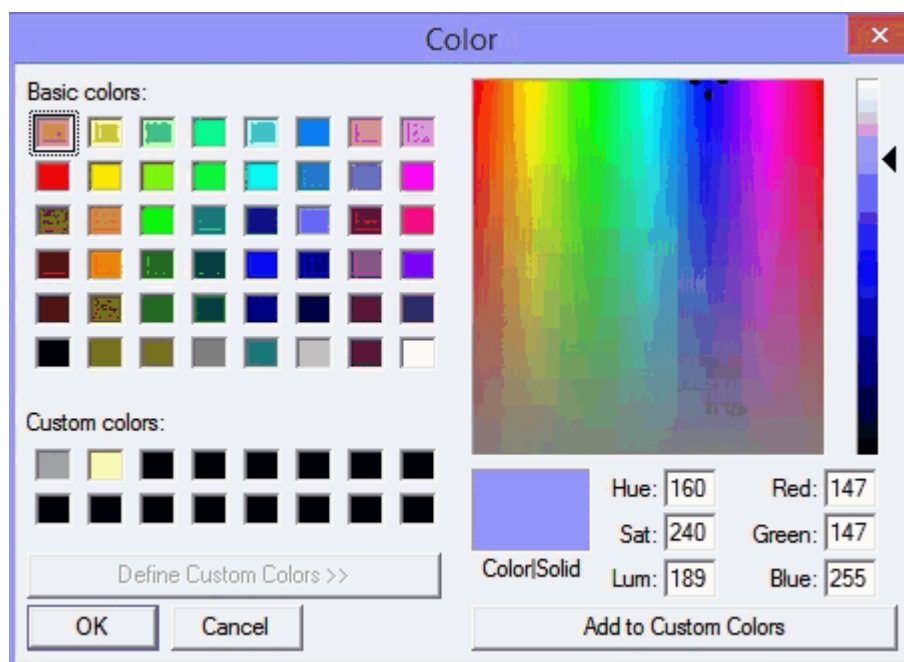 Color
Basic colors:
Custom colors:
Define Custom Colors >>
OK Cancel
Color|Solid
Hue: 160 Red: 147
Sat: 240 Green: 147
Lum: 189 Blue: 255
Add to Custom Colors